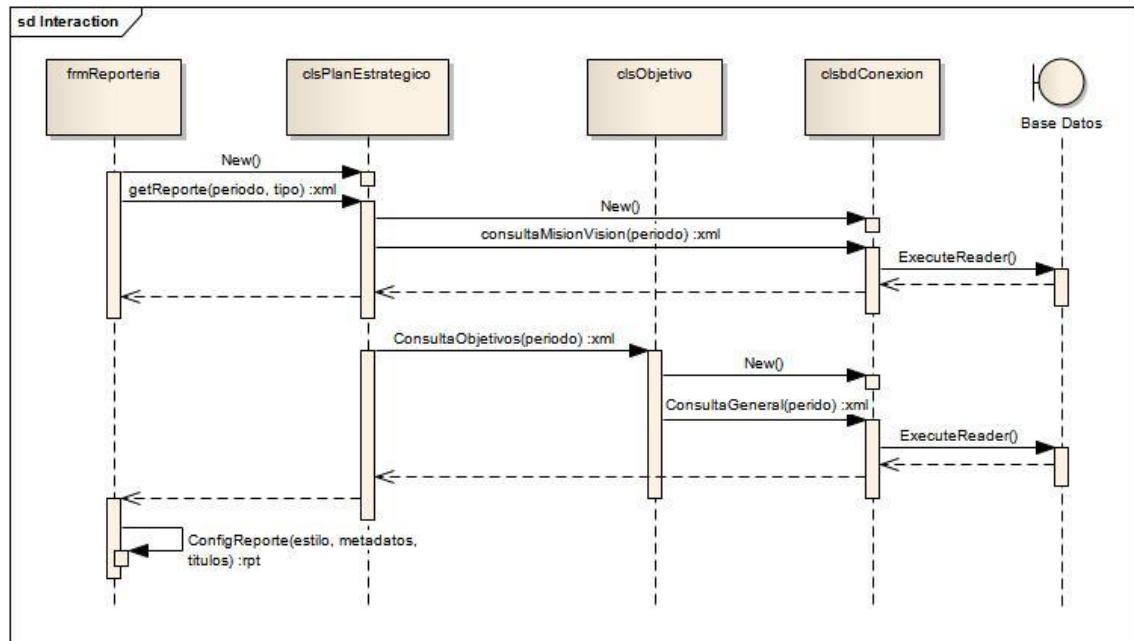 sd Interaction
frmReporteria
clsPlanEstrategico
clsObjetivo
clsbdConexion
Base Datos
New()
getReporte(periodo, tipo) :xml
New()
consultaMisionVision(periodo) :xml
ExecuteReader()
ConsultaObjetivos(periodo) :xml
New()
ConsultaGeneral(perido) :xml
ExecuteReader()
ConfigReporte(estilo, metadatos,
titulos) :rpt